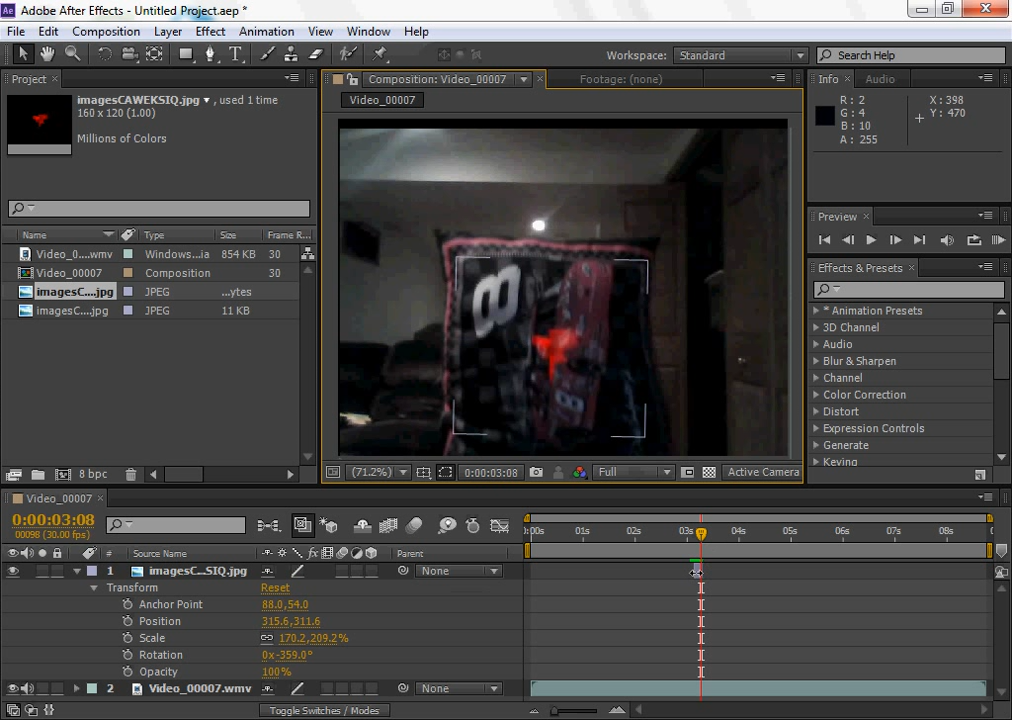 Adobe After Effects - Untitled Project.aep *
File Edit Composition Layer Effect Animation View Window Help
Workspace: Standard Search Help
Project
Composition: Video_00007
Footage: (none)
Info Audio
Video_00007
imagesCAWEKSIQ.jpg , used 1 time
160 x 120 (1.00)
Millions of Colors
R : 2
G : 4
B : 10
A : 255
X : 398
Y : 470
Preview
Name Type Size Frame R...
Video_0....wmv Windows...ia 854 KB 30
Video_00007 Composition 30
imagesC....jpg JPEG ...ytes
imagesC....jpg JPEG 11 KB
8
8
Effects & Presets
* Animation Presets
3D Channel
Audio
Blur & Sharpen
Channel
Color Correction
Distort
Expression Controls
Generate
Keying
8 bpc
(71.2%) 0:00:03:08 Full Active Camera
Video_00007
0:00:03:08
00098 (30.00 fps)
:00s 01s 02s 03s 04s 05s 06s 07s 08s
# Source Name Parent
1 imagesC...SIQ.jpg None
Transform Reset
Anchor Point 88.0,54.0
Position 315.6,311.6
Scale 170.2,209.2%
Rotation 0x-359.0°
Opacity 100%
2 Video_00007.wmv None
Toggle Switches / Modes